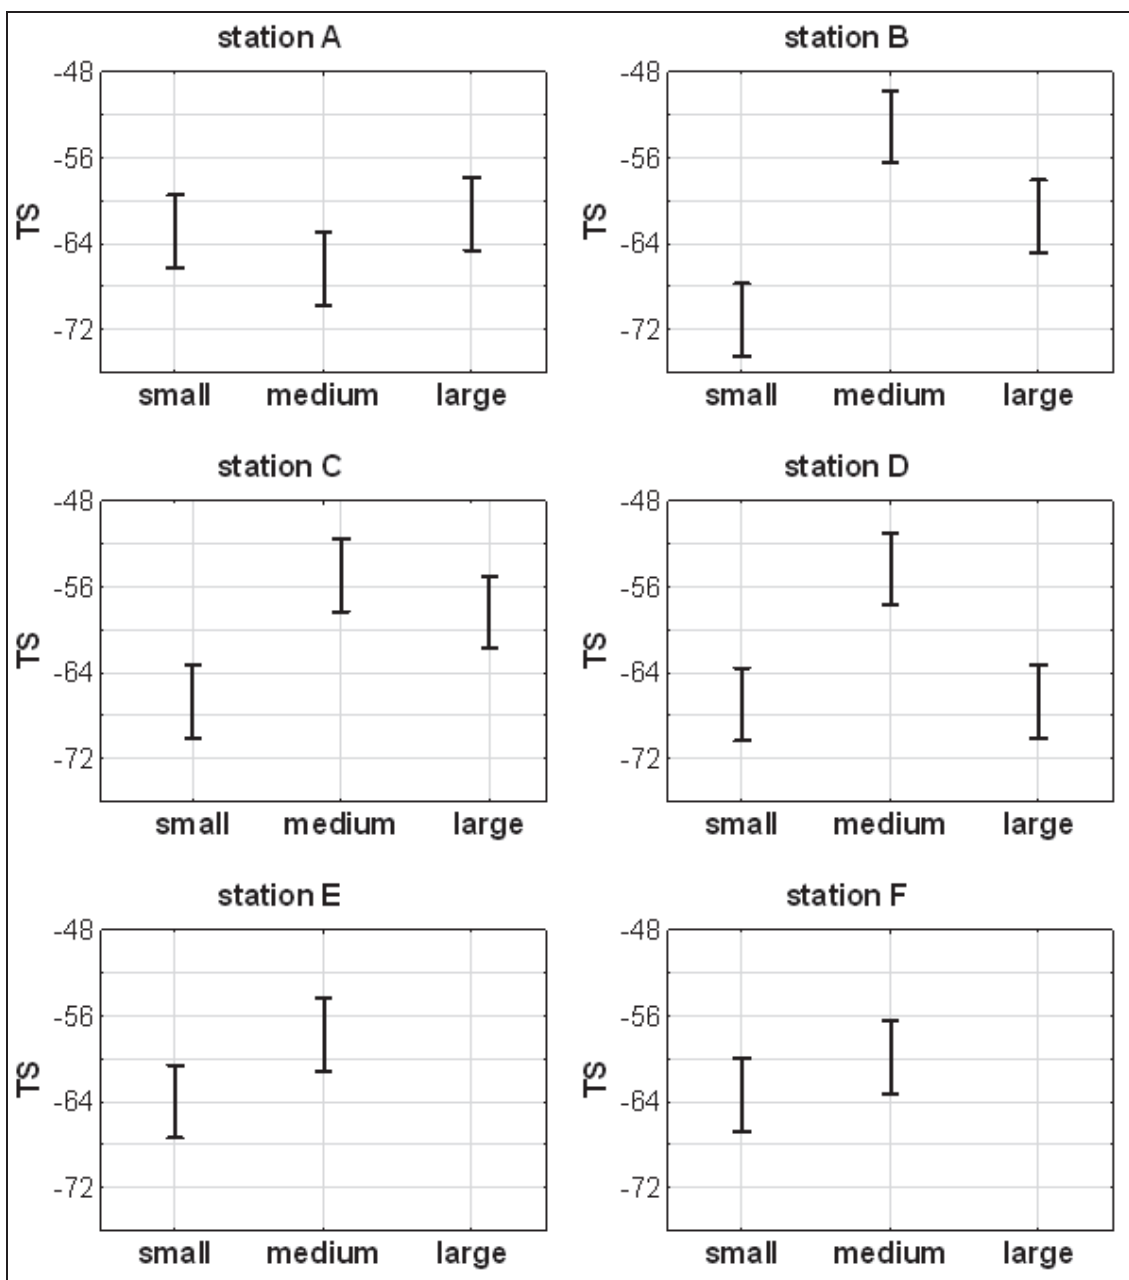 station A
TS
-48
-56
-64
-72
small medium large
station B
TS
-48
-56
-64
-72
small medium large
station C
TS
-48
-56
-64
-72
small medium large
station D
TS
-48
-56
-64
-72
small medium large
station E
TS
-48
-56
-64
-72
small medium large
station F
TS
-48
-56
-64
-72
small medium large